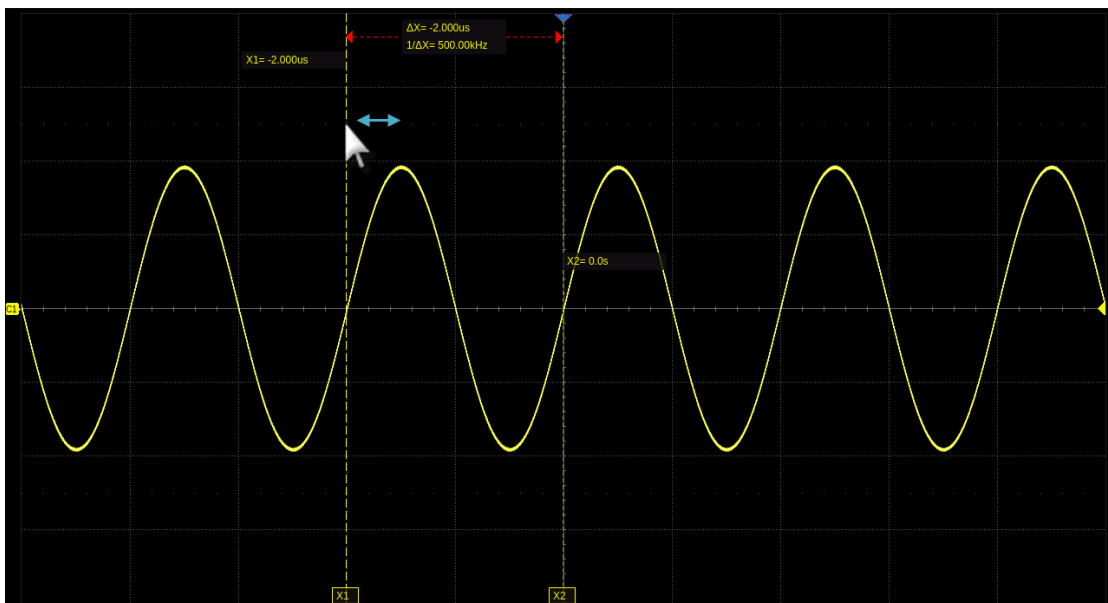 ΔX= -2.000us
1/ΔX= 500.00kHz
X1= -2.000us
X2= 0.0s
C1
X1
X2